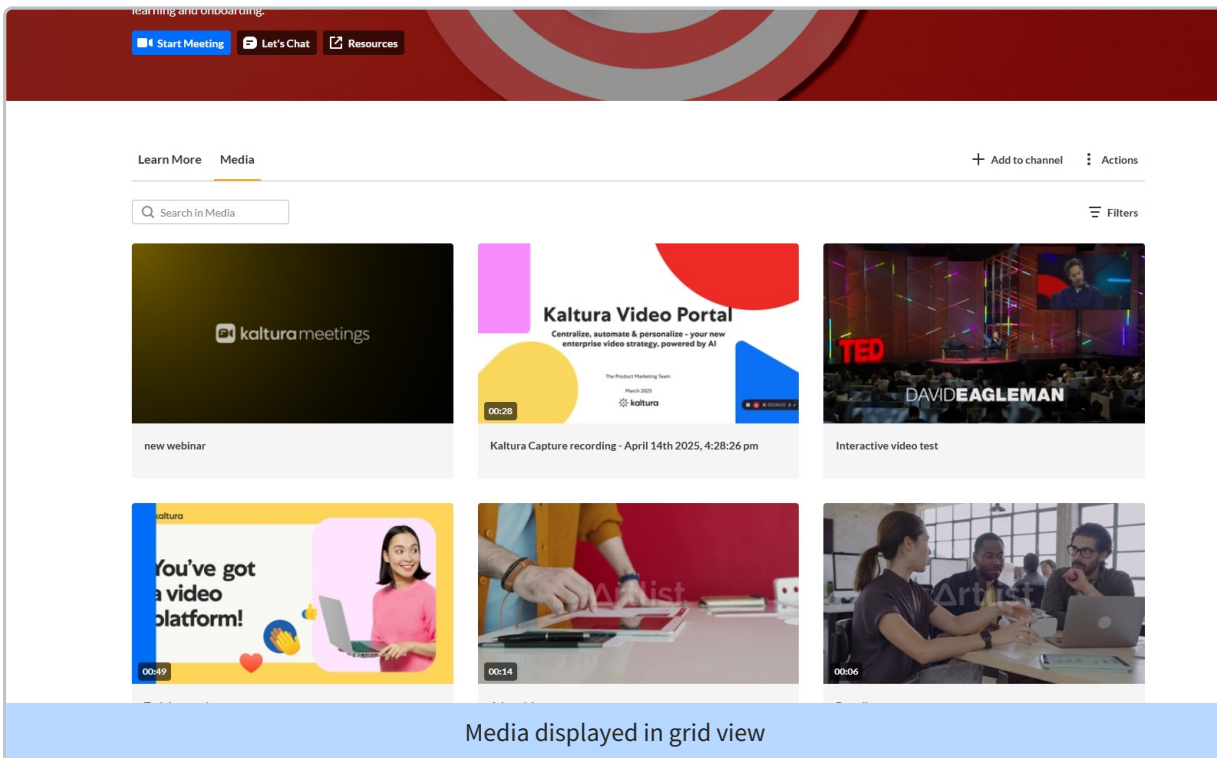 learning and onboarding.
Start Meeting Let's Chat Resources
Learn More Media Add to channel Actions
Search in Media Filters
kaltura meetings
Kaltura Video Portal
Centralize, automate & personalize - your new
enterprise video strategy, powered by AI
The Product Marketing Team
March 2025
kaltura
00:28
TED
DAVIDEAGLEMAN
new webinar
Kaltura Capture recording - April 14th 2025, 4:28:26 pm
Interactive video test
kaltura
You've got
a video
platform!
00:49
Artlist
00:14
Artlist
00:06
Media displayed in grid view